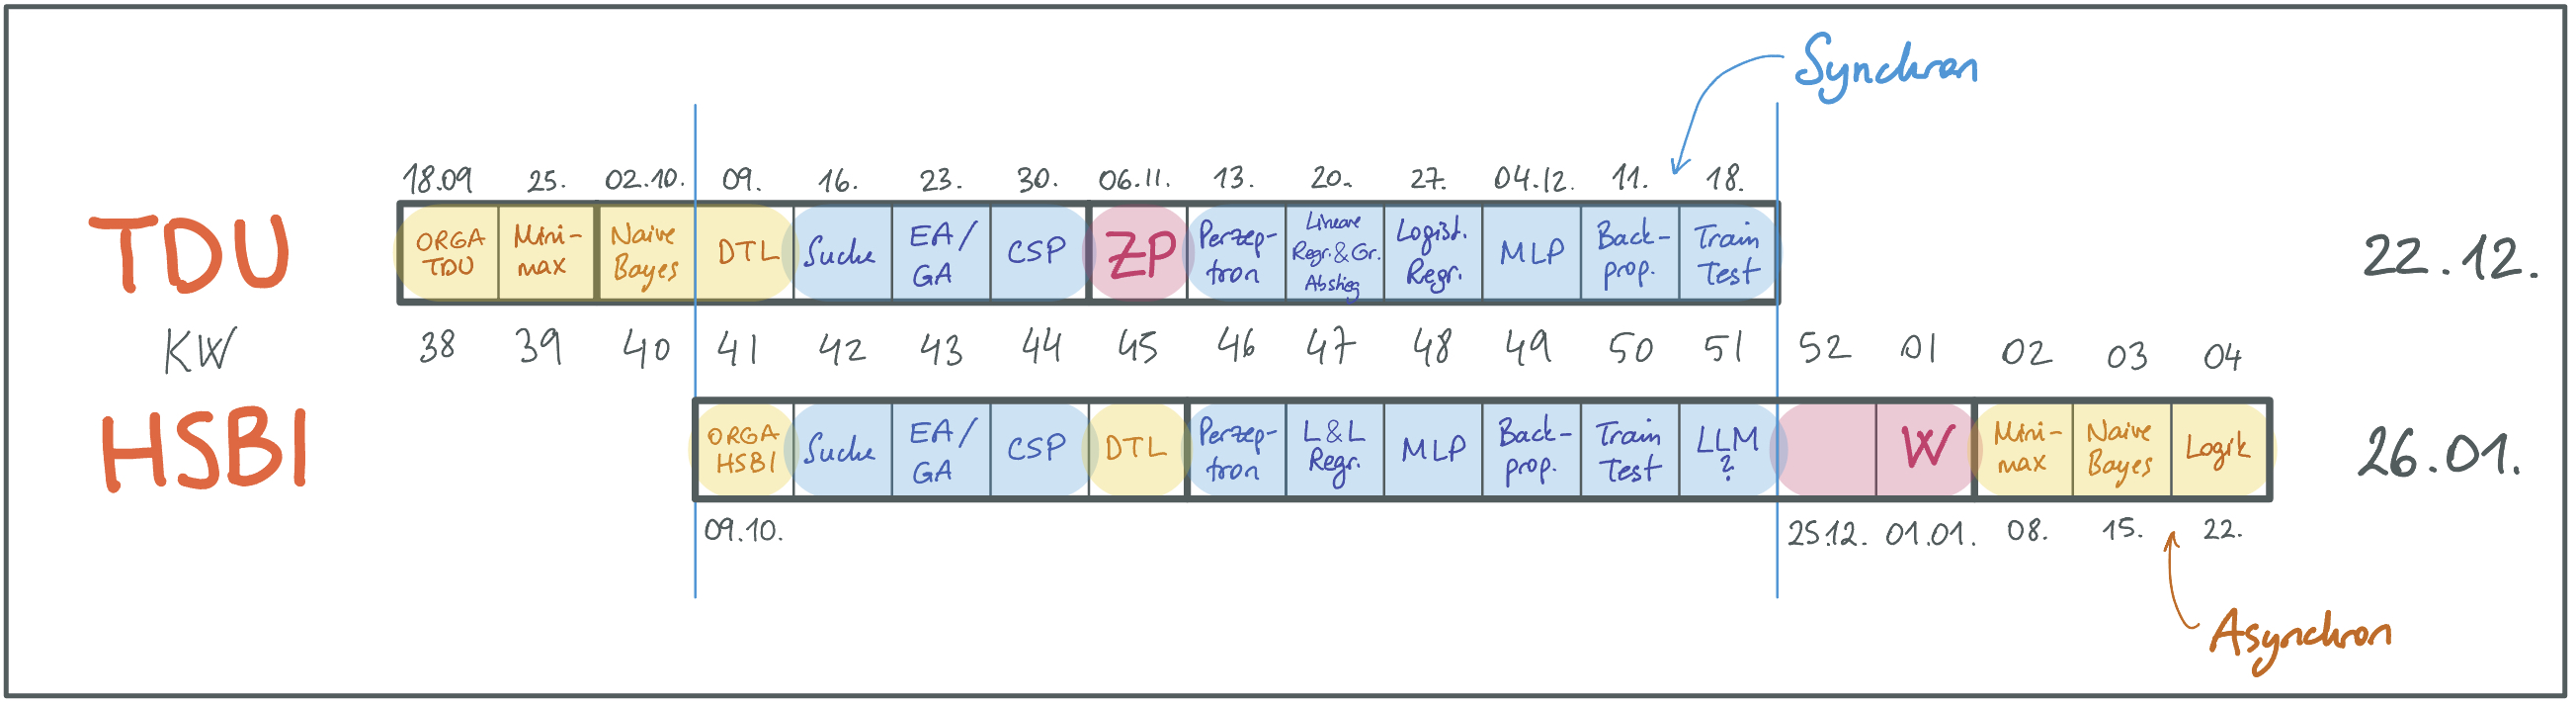 Synchron
18.09 25. 02.10. 09. 16. 23. 30. 06.11. 13. 20. 27. 04.12. 11. 18.
TDU
ORGA
TDU
Mini-
max
Naive
Bayes
DTL
Suche
EA/
GA
CSP
ZP
Perzep-
tron
Lineare
Regr. & Gr.
Abstieg
Logist.
Regr.
MLP
Back-
prop.
Train
Test
22.12.
KW 38 39 40 41 42 43 44 45 46 47 48 49 50 51 52 01 02 03 04
HSBI
ORGA
HSBI
Suche
EA/
GA
CSP
DTL
Perzep-
tron
L&L
Regr.
MLP
Back-
prop.
Train
Test
LLM
?
W
Mini-
max
Naive
Bayes
Logik
26.01.
09.10. 25.12. 01.01. 08. 15. 22.
Asynchron